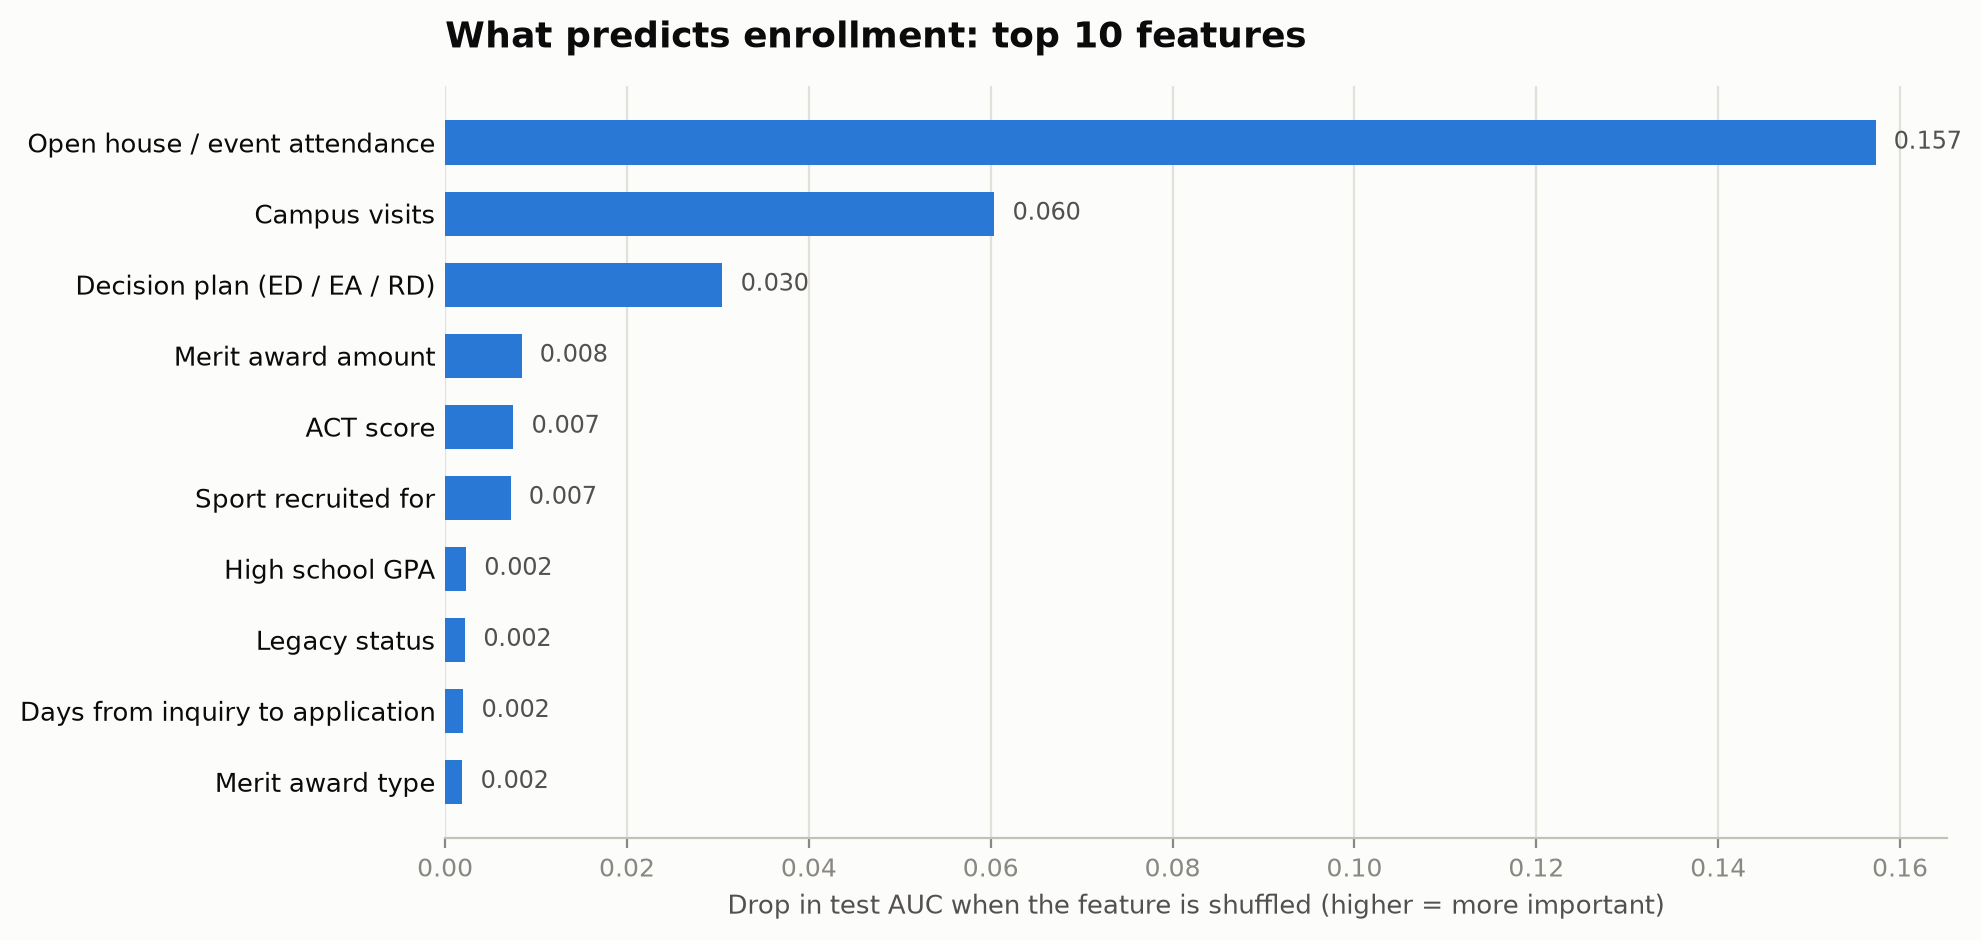 What predicts enrollment: top 10 features
Open house / event attendance
0.157
Campus visits
0.060
Decision plan (ED / EA / RD)
0.030
Merit award amount
0.008
ACT score
0.007
Sport recruited for
0.007
High school GPA
0.002
Legacy status
0.002
Days from inquiry to application
0.002
Merit award type
0.002
0.00 0.02 0.04 0.06 0.08 0.10 0.12 0.14 0.16
Drop in test AUC when the feature is shuffled (higher = more important)